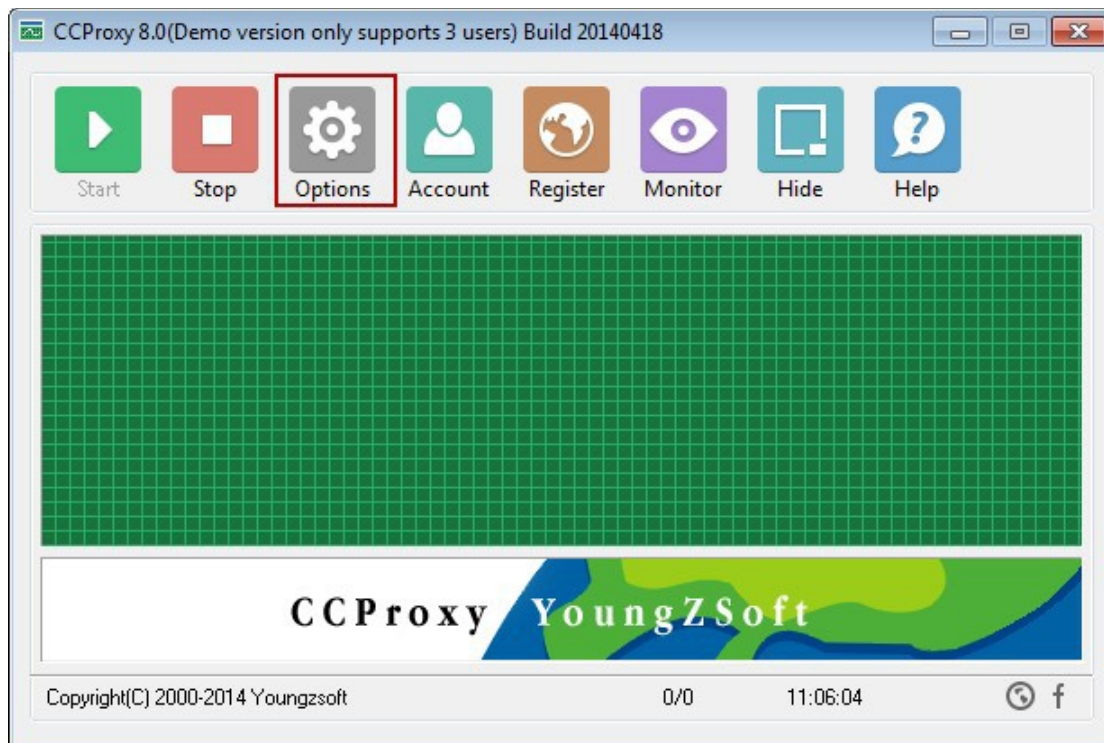 CCProxy 8.0(Demo version only supports 3 users) Build 20140418
Start Stop Options Account Register Monitor Hide Help
CCProxy YoungZSoft
Copyright(C) 2000-2014 Youngzsoft 0/0 11:06:04